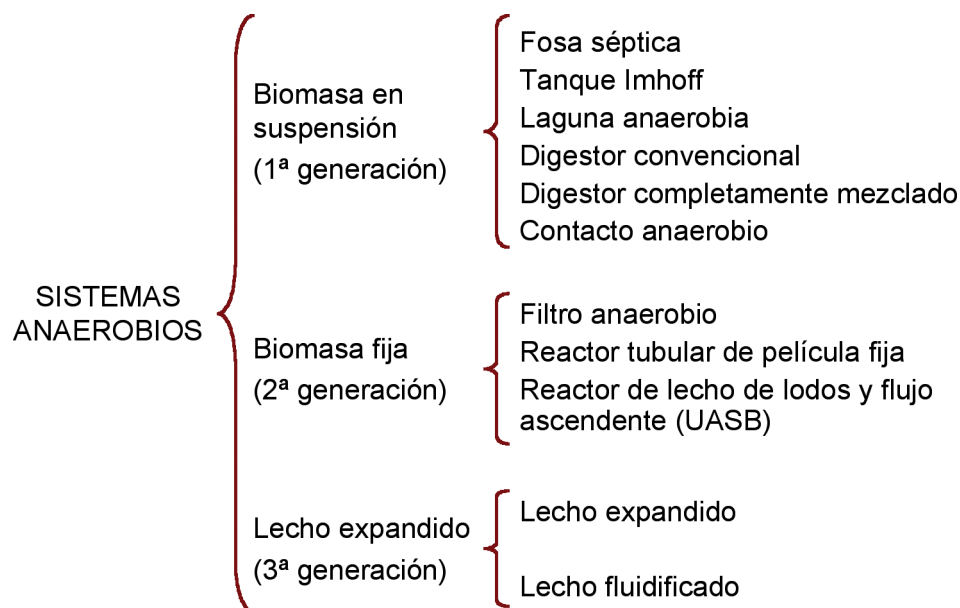 SISTEMAS
ANAEROBIOS
Biomasa en
suspensión
(1ª generación)
Fosa séptica
Tanque Imhoff
Laguna anaerobia
Digestor convencional
Digestor completamente mezclado
Contacto anaerobio
Biomasa fija
(2ª generación)
Filtro anaerobio
Reactor tubular de película fija
Reactor de lecho de lodos y flujo
ascendente (UASB)
Lecho expandido
(3ª generación)
Lecho expandido
Lecho fluidificado